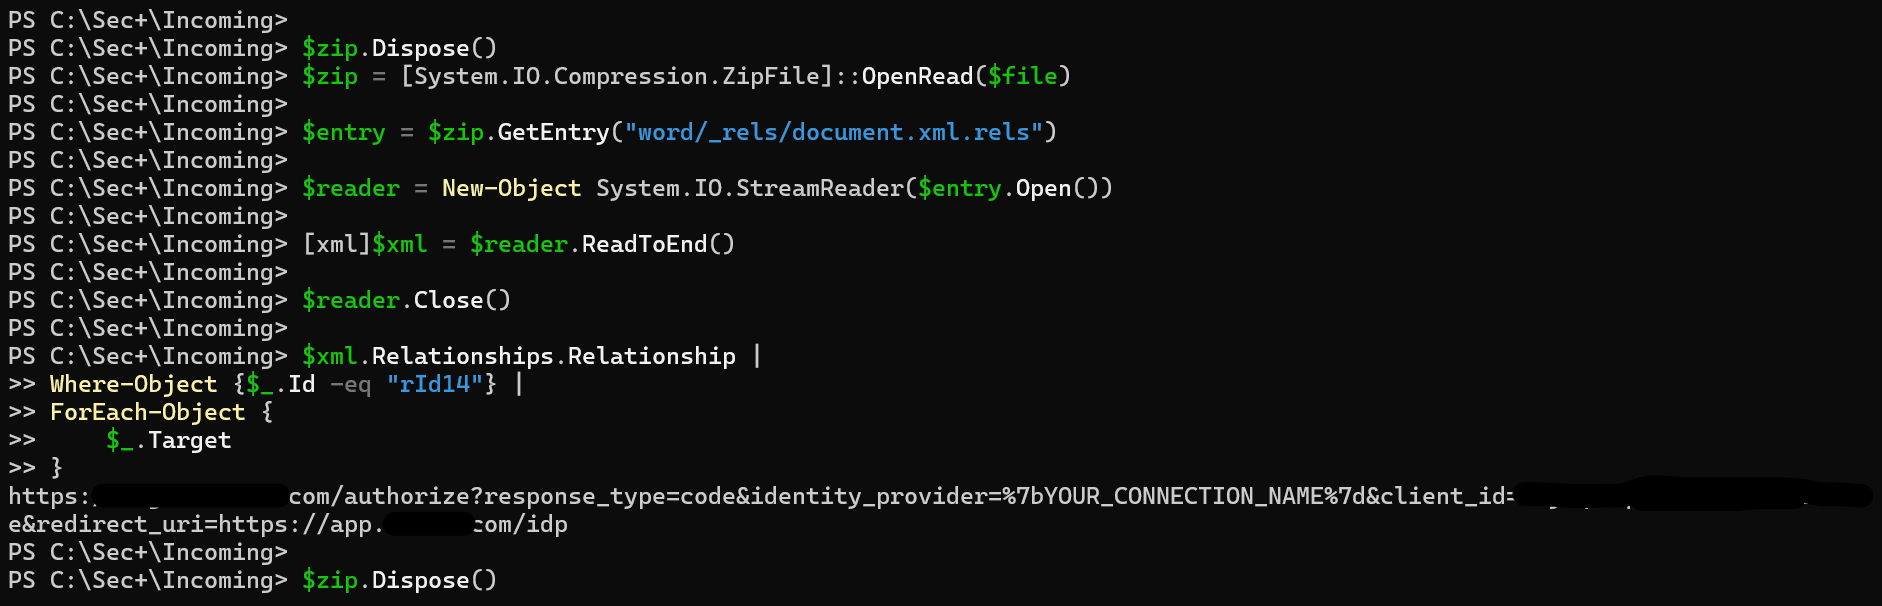 PS C:\Sec+\Incoming>
PS C:\Sec+\Incoming> $zip.Dispose()
PS C:\Sec+\Incoming> $zip = [System.IO.Compression.ZipFile]::OpenRead($file)
PS C:\Sec+\Incoming>
PS C:\Sec+\Incoming> $entry = $zip.GetEntry("word/_rels/document.xml.rels")
PS C:\Sec+\Incoming>
PS C:\Sec+\Incoming> $reader = New-Object System.IO.StreamReader($entry.Open())
PS C:\Sec+\Incoming>
PS C:\Sec+\Incoming> [xml]$xml = $reader.ReadToEnd()
PS C:\Sec+\Incoming>
PS C:\Sec+\Incoming> $reader.Close()
PS C:\Sec+\Incoming>
PS C:\Sec+\Incoming> $xml.Relationships.Relationship |
>> Where-Object {$_.Id -eq "rId14"} |
>> ForEach-Object {
>>     $_.Target
>> }
https: com/authorize?response_type=code&identity_provider=%7bYOUR_CONNECTION_NAME%7d&client_id=
e&redirect_uri=https://app. com/idp
PS C:\Sec+\Incoming>
PS C:\Sec+\Incoming> $zip.Dispose()